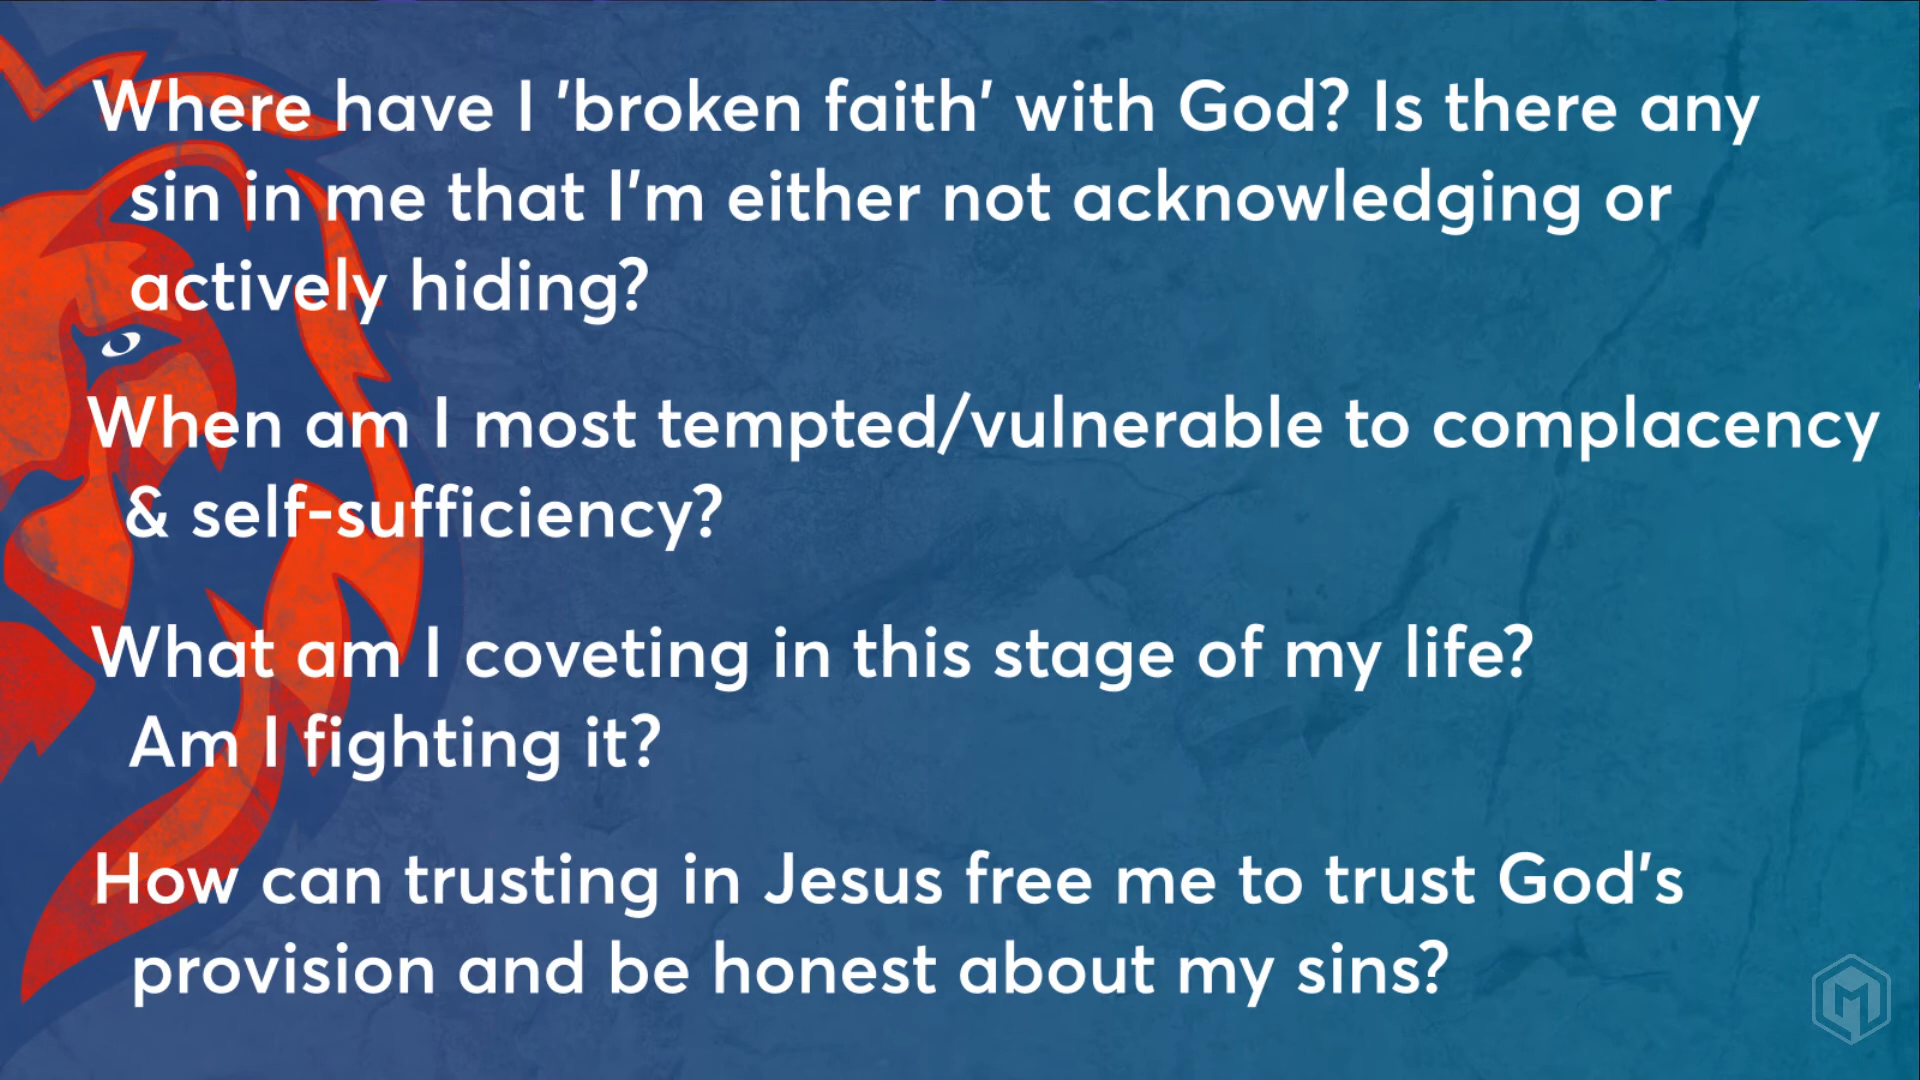 Where have I 'broken faith' with God? Is there any
sin in me that I'm either not acknowledging or
actively hiding?
When am I most tempted/vulnerable to complacency
& self-sufficiency?
What am I coveting in this stage of my life?
Am I fighting it?
How can trusting in Jesus free me to trust God's
provision and be honest about my sins?